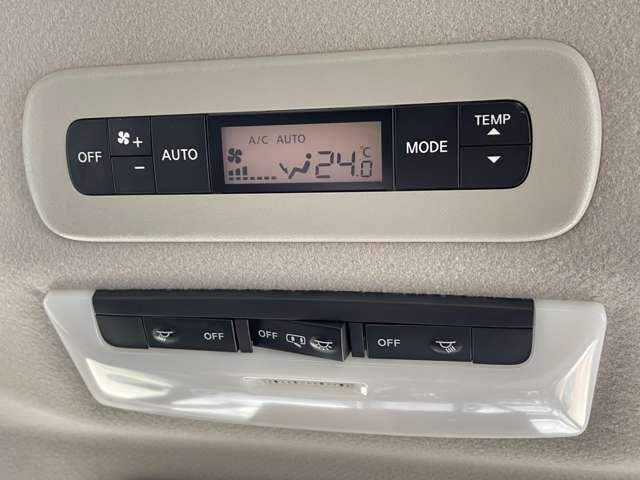 OFF + - AUTO A/C AUTO 24.0 °C MODE TEMP
OFF OFF OFF